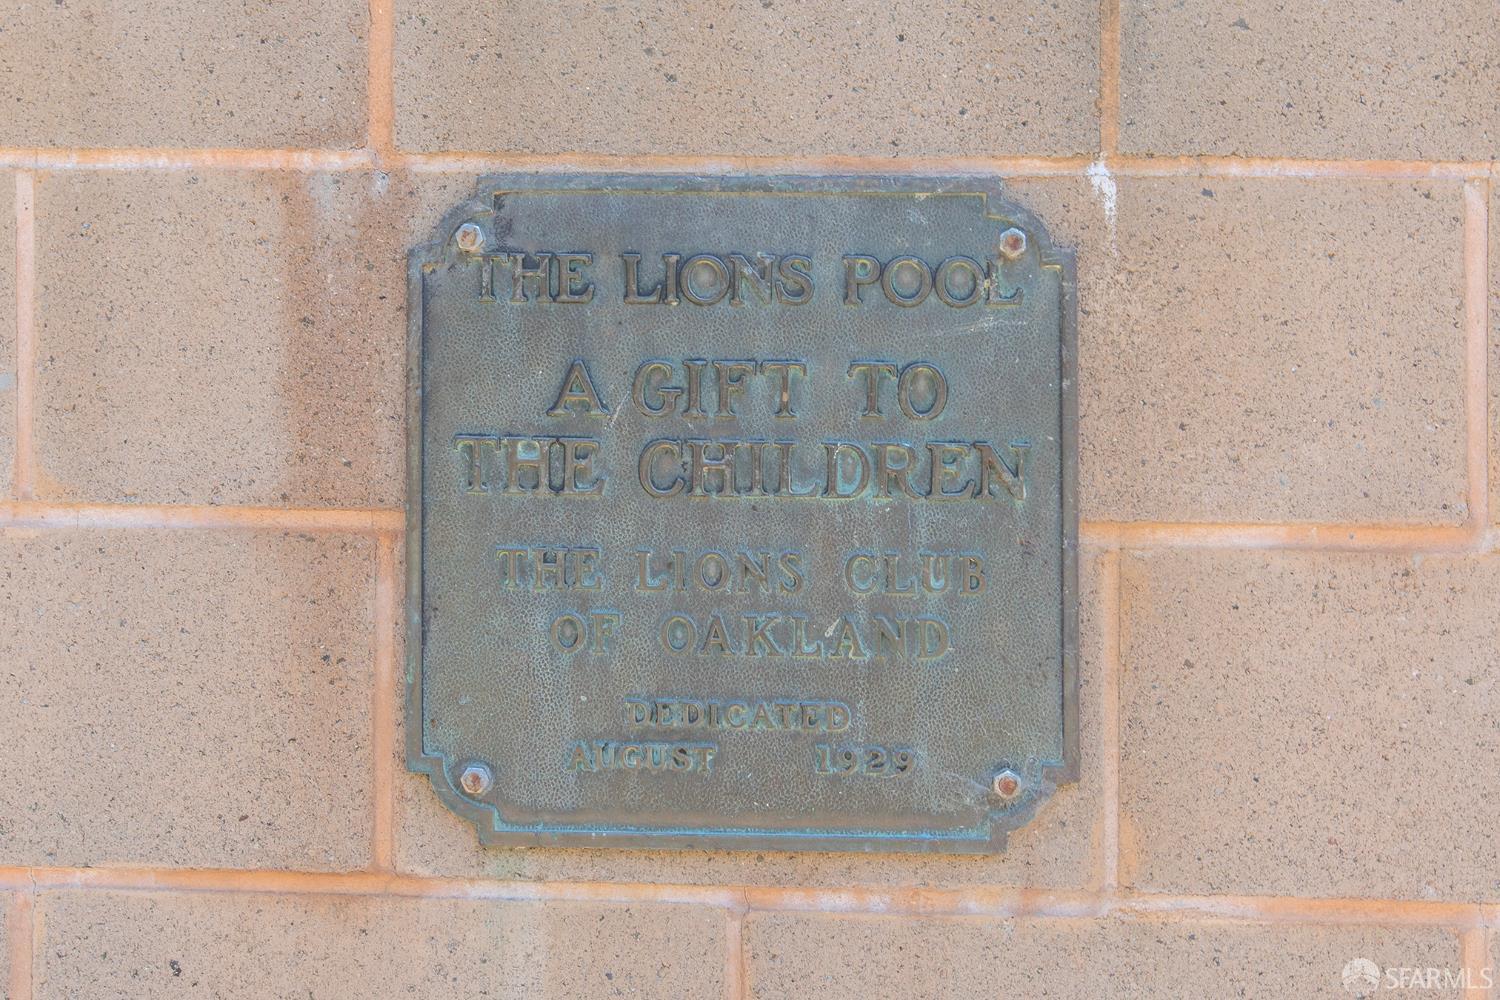 THE LIONS POOL
A GIFT TO
THE CHILDREN
THE LIONS CLUB
OF OAKLAND
DEDICATED
AUGUST 1929
SFARMLS